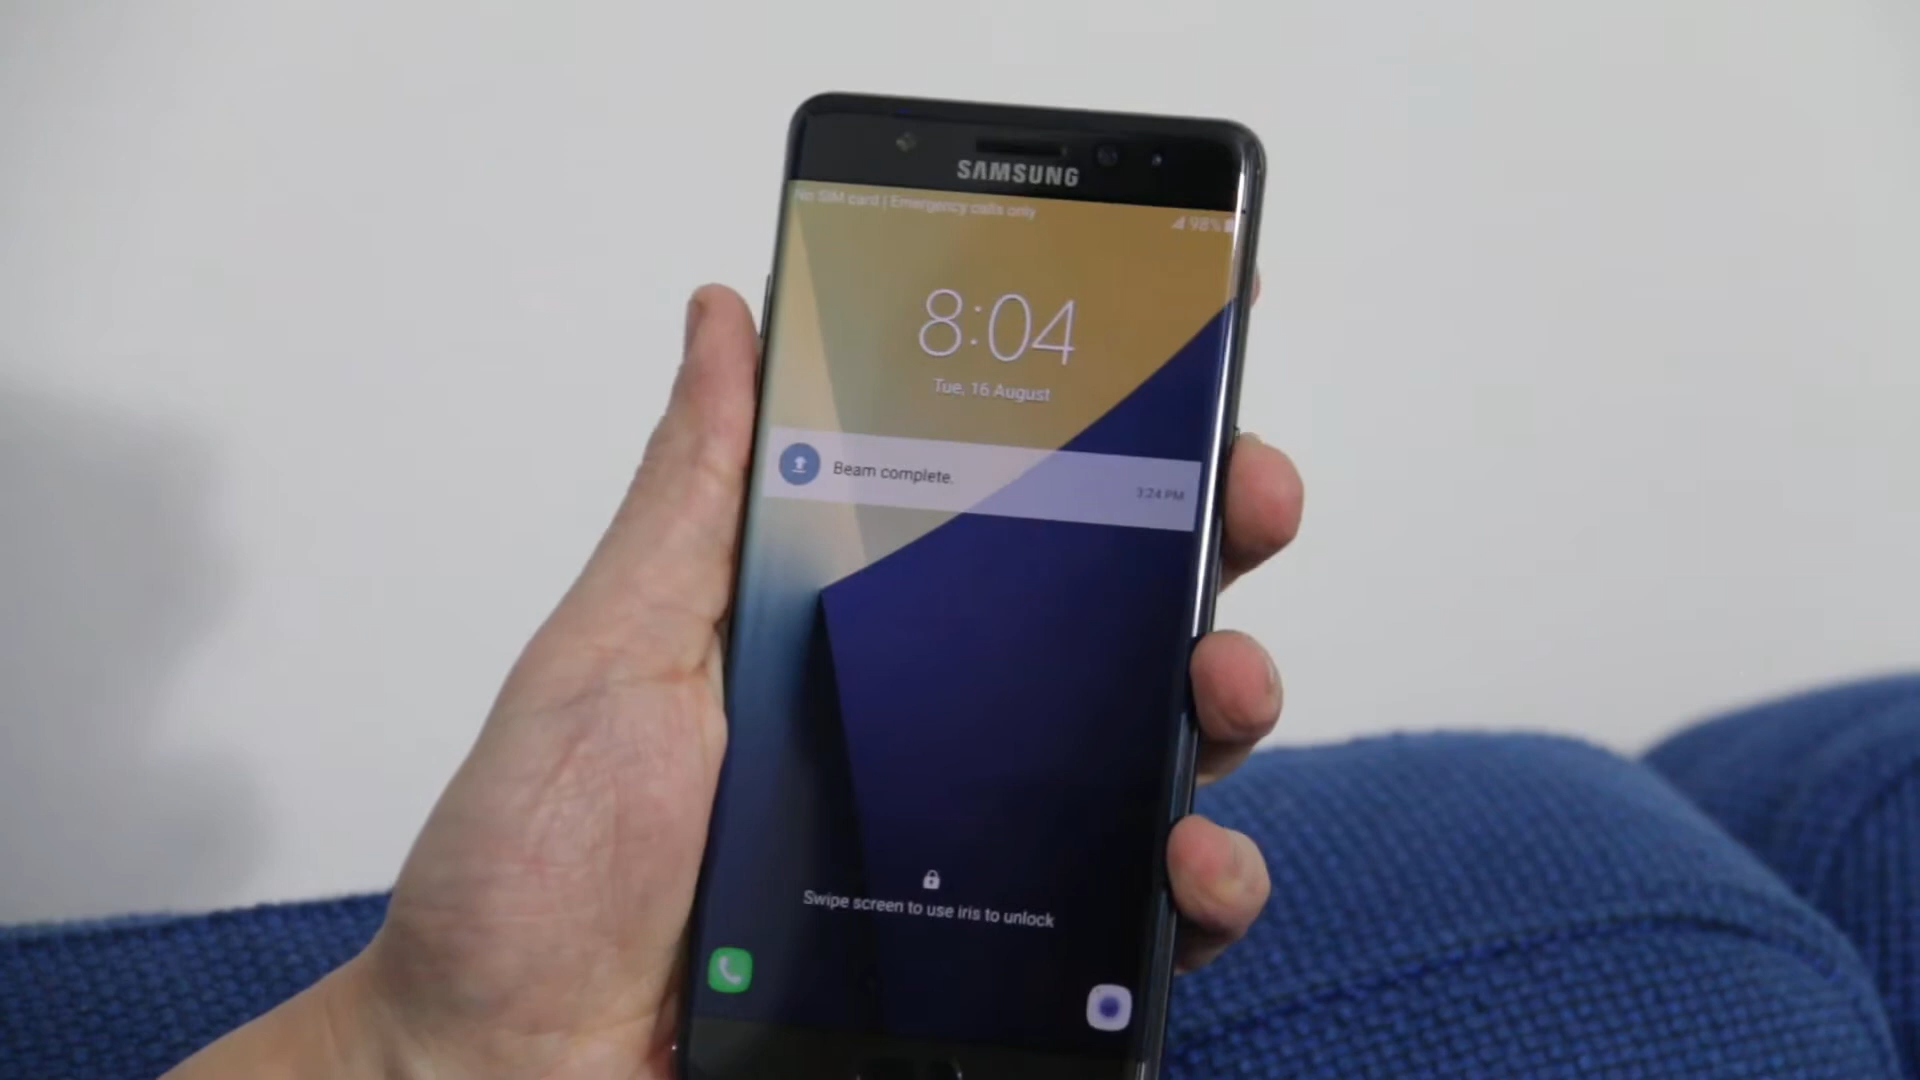 SAMSUNG
No SIM card | Emergency calls only
98%
8:04
Tue, 16 August
Beam complete.
3:24 PM
Swipe screen to use iris to unlock